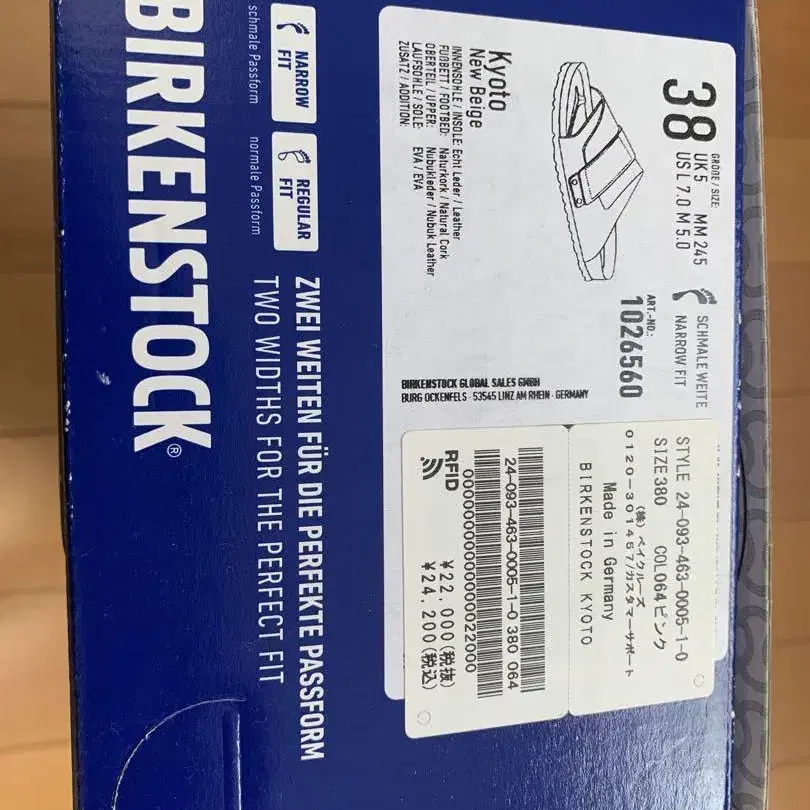 BIRKENSTOCK®
NARROW
FIT
schmale Passform
REGULAR
FIT
normale Passform
ZWEI WEITEN FÜR DIE PERFEKTE PASSFORM
TWO WIDTHS FOR THE PERFECT FIT
38
GRÖßE / SIZE:
UK 5 MM 245
US L 7.0 M 5.0
SCHMALE WEITE
NARROW FIT
ART.-NO.:
1026560
Kyoto
New Beige
INNENSOHLE / INSOLE: Echt Leder / Leather
FUßBETT / FOOTBED: Naturkork / Natural Cork
OBERTEIL / UPPER: Nubukleder / Nubuk Leather
LAUFSOHLE / SOLE: EVA / EVA
ZUSATZ / ADDITION:
BIRKENSTOCK GLOBAL SALES GMBH
BURG OCKENFELS · 53545 LINZ AM RHEIN · GERMANY
STYLE 24-093-463-0005-1-0
SIZE380 COL064ピンク
(株)ベイクルーズ
0120-301457/カスタマーサポート
Made in Germany
BIRKENSTOCK KYOTO
24-093-463-0005-1-0 380 064
¥22,000(税抜)
¥24,200(税込)
RFID